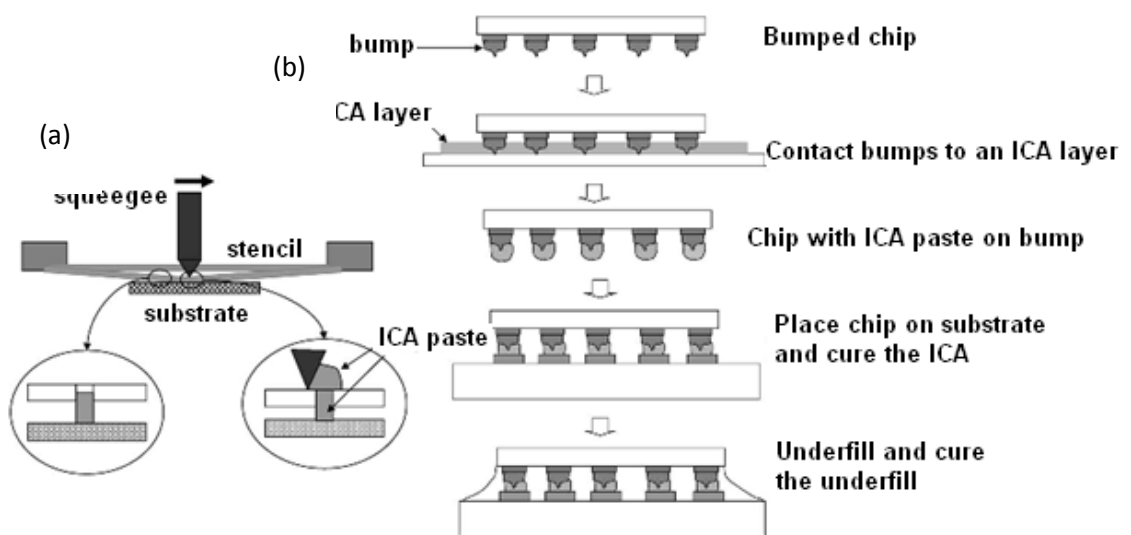 (a)
squeegee
stencil
substrate
ICA paste
(b)
bump
Bumped chip
CA layer
Contact bumps to an ICA layer
Chip with ICA paste on bump
Place chip on substrate
and cure the ICA
Underfill and cure
the underfill